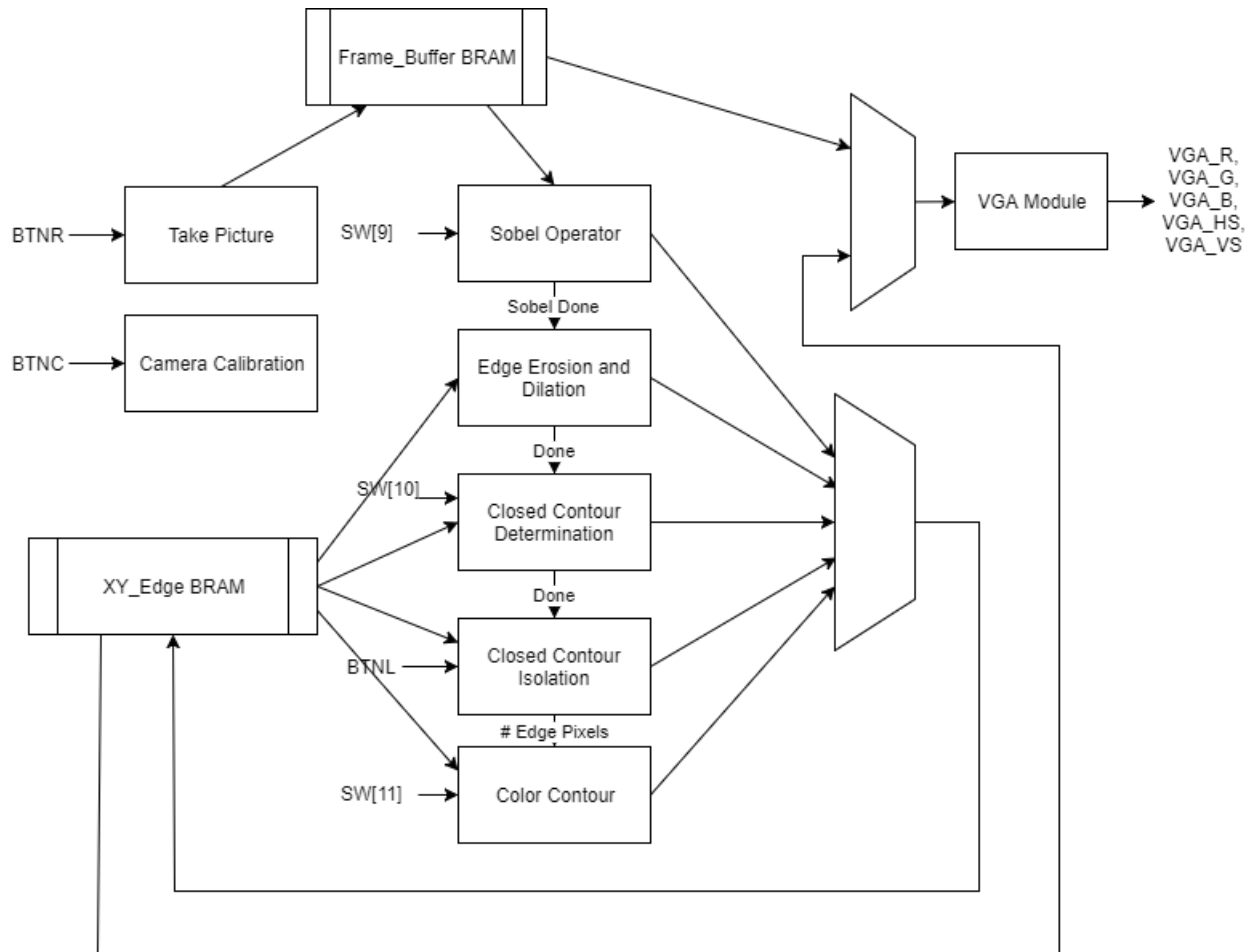 Frame_Buffer BRAM
BTNR
Take Picture
SW[9]
Sobel Operator
VGA Module
VGA_R,
VGA_G,
VGA_B,
VGA_HS,
VGA_VS
Sobel Done
BTNC
Camera Calibration
Edge Erosion and
Dilation
Done
SW[10]
Closed Contour
Determination
XY_Edge BRAM
Done
BTNL
Closed Contour
Isolation
# Edge Pixels
SW[11]
Color Contour